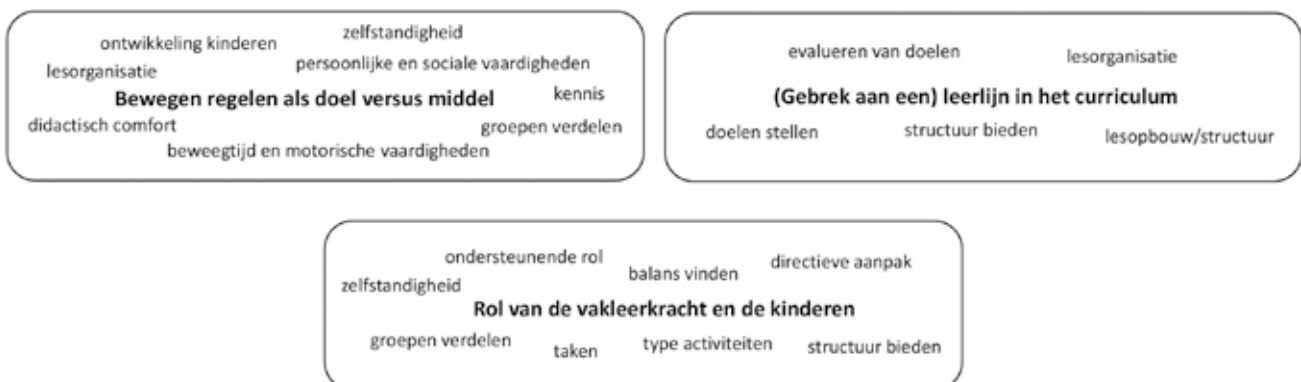 ontwikkeling kinderen
zelfstandigheid
lesorganisatie
persoonlijke en sociale vaardigheden
Bewegen regelen als doel versus middel
kennis
didactisch comfort
groepen verdelen
beweegtijd en motorische vaardigheden
evalueren van doelen
lesorganisatie
(Gebrek aan een) leerlijn in het curriculum
doelen stellen
structuur bieden
lesopbouw/structuur
ondersteunende rol
balans vinden
directieve aanpak
zelfstandigheid
Rol van de vakleerkracht en de kinderen
groepen verdelen
taken
type activiteiten
structuur bieden